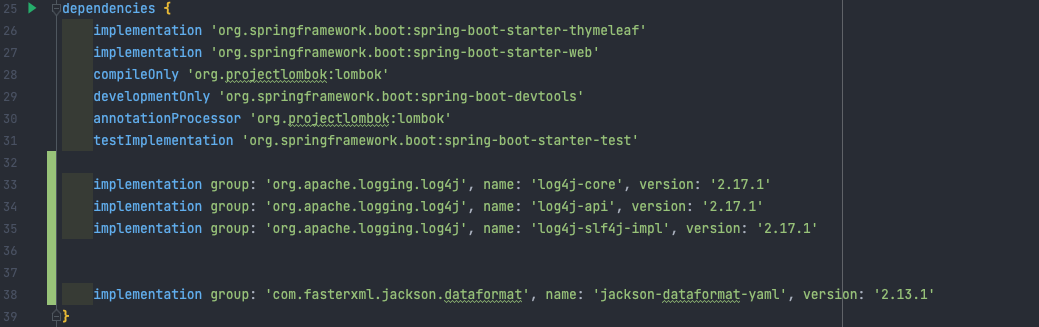 25 dependencies {
26 implementation 'org.springframework.boot:spring-boot-starter-thymeleaf'
27 implementation 'org.springframework.boot:spring-boot-starter-web'
28 compileOnly 'org.projectlombok:lombok'
29 developmentOnly 'org.springframework.boot:spring-boot-devtools'
30 annotationProcessor 'org.projectlombok:lombok'
31 testImplementation 'org.springframework.boot:spring-boot-starter-test'
32
33 implementation group: 'org.apache.logging.log4j', name: 'log4j-core', version: '2.17.1'
34 implementation group: 'org.apache.logging.log4j', name: 'log4j-api', version: '2.17.1'
35 implementation group: 'org.apache.logging.log4j', name: 'log4j-slf4j-impl', version: '2.17.1'
36
37
38 implementation group: 'com.fasterxml.jackson.dataformat', name: 'jackson-dataformat-yaml', version: '2.13.1'
39 }